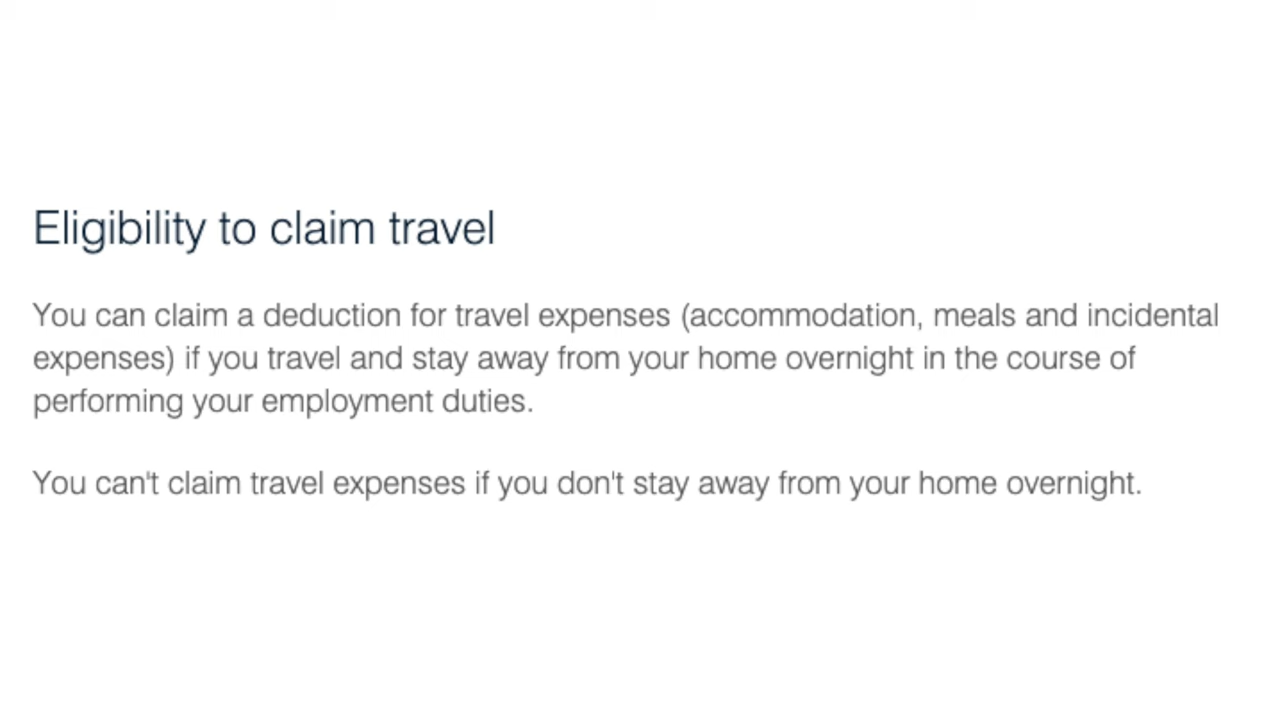 Eligibility to claim travel
You can claim a deduction for travel expenses (accommodation, meals and incidental
expenses) if you travel and stay away from your home overnight in the course of
performing your employment duties.
You can't claim travel expenses if you don't stay away from your home overnight.